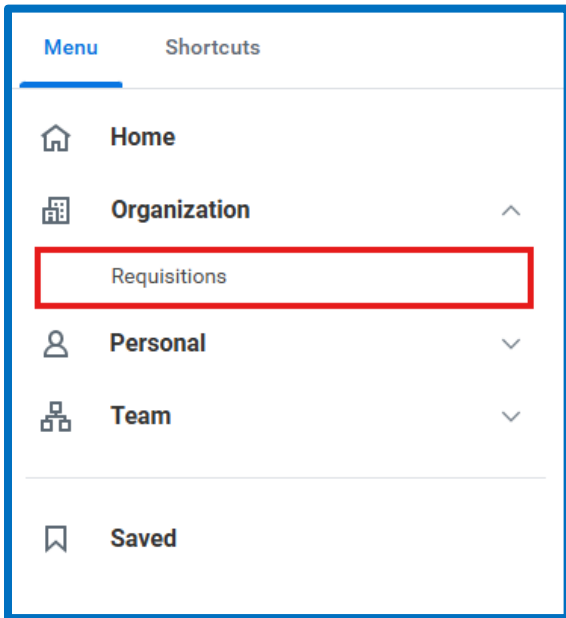 Menu Shortcuts
Home
Organization
Requisitions
Personal
Team
Saved